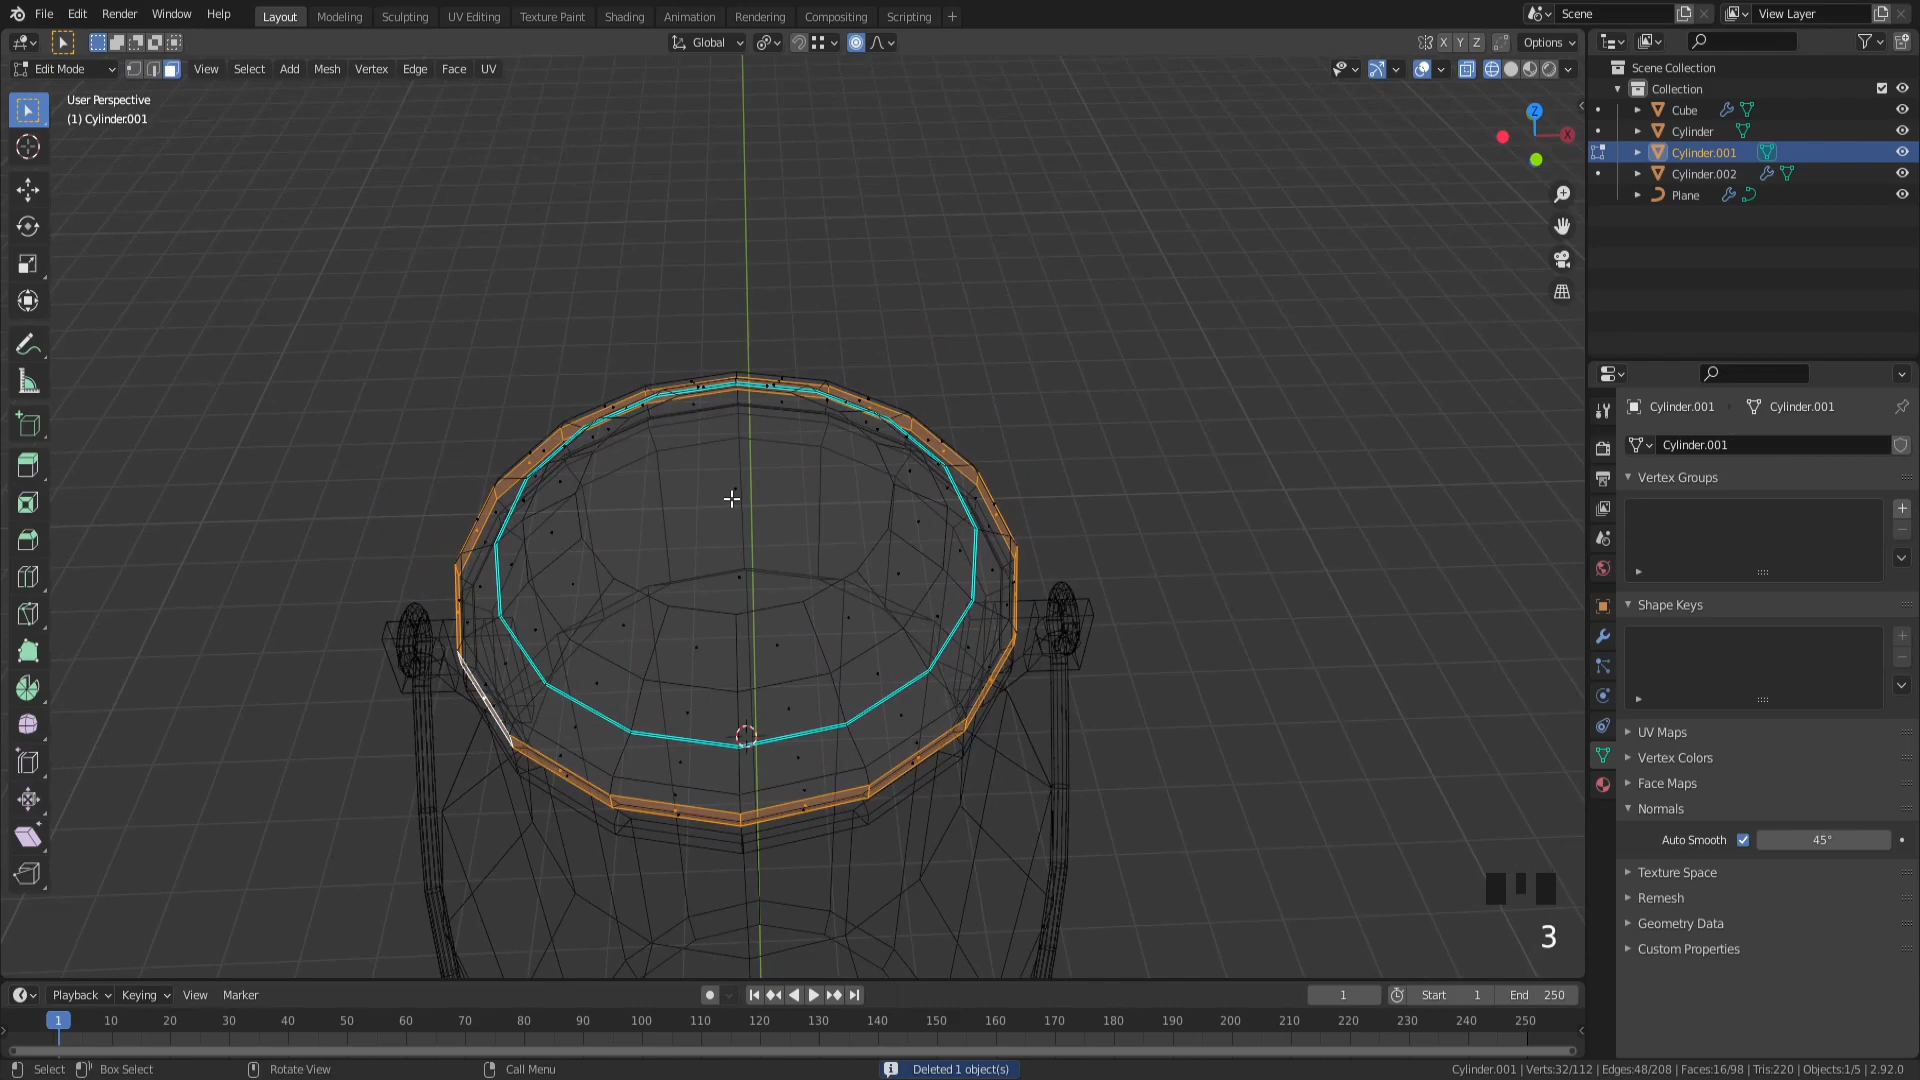 File Edit Render Window Help Layout Modeling Sculpting UV Editing Texture Paint Shading Animation Rendering Compositing Scripting + Scene View Layer
Global X Y Z Options
Edit Mode View Select Add Mesh Vertex Edge Face UV
User Perspective
(1) Cylinder.001
Z
X
Scene Collection
Collection
Cube
Cylinder
Cylinder.001
Cylinder.002
Plane
Cylinder.001 Cylinder.001
Cylinder.001
Vertex Groups
Shape Keys
UV Maps
Vertex Colors
Face Maps
Normals
Auto Smooth 45°
Texture Space
Remesh
Geometry Data
Custom Properties
3
Playback Keying View Marker 1 Start 1 End 250
1 10 20 30 40 50 60 70 80 90 100 110 120 130 140 150 160 170 180 190 200 210 220 230 240 250
Select Box Select Rotate View Call Menu Deleted 1 object(s) Cylinder.001 | Verts:32/112 | Edges:48/208 | Faces:16/98 | Tris:220 | Objects:1/5 | 2.92.0